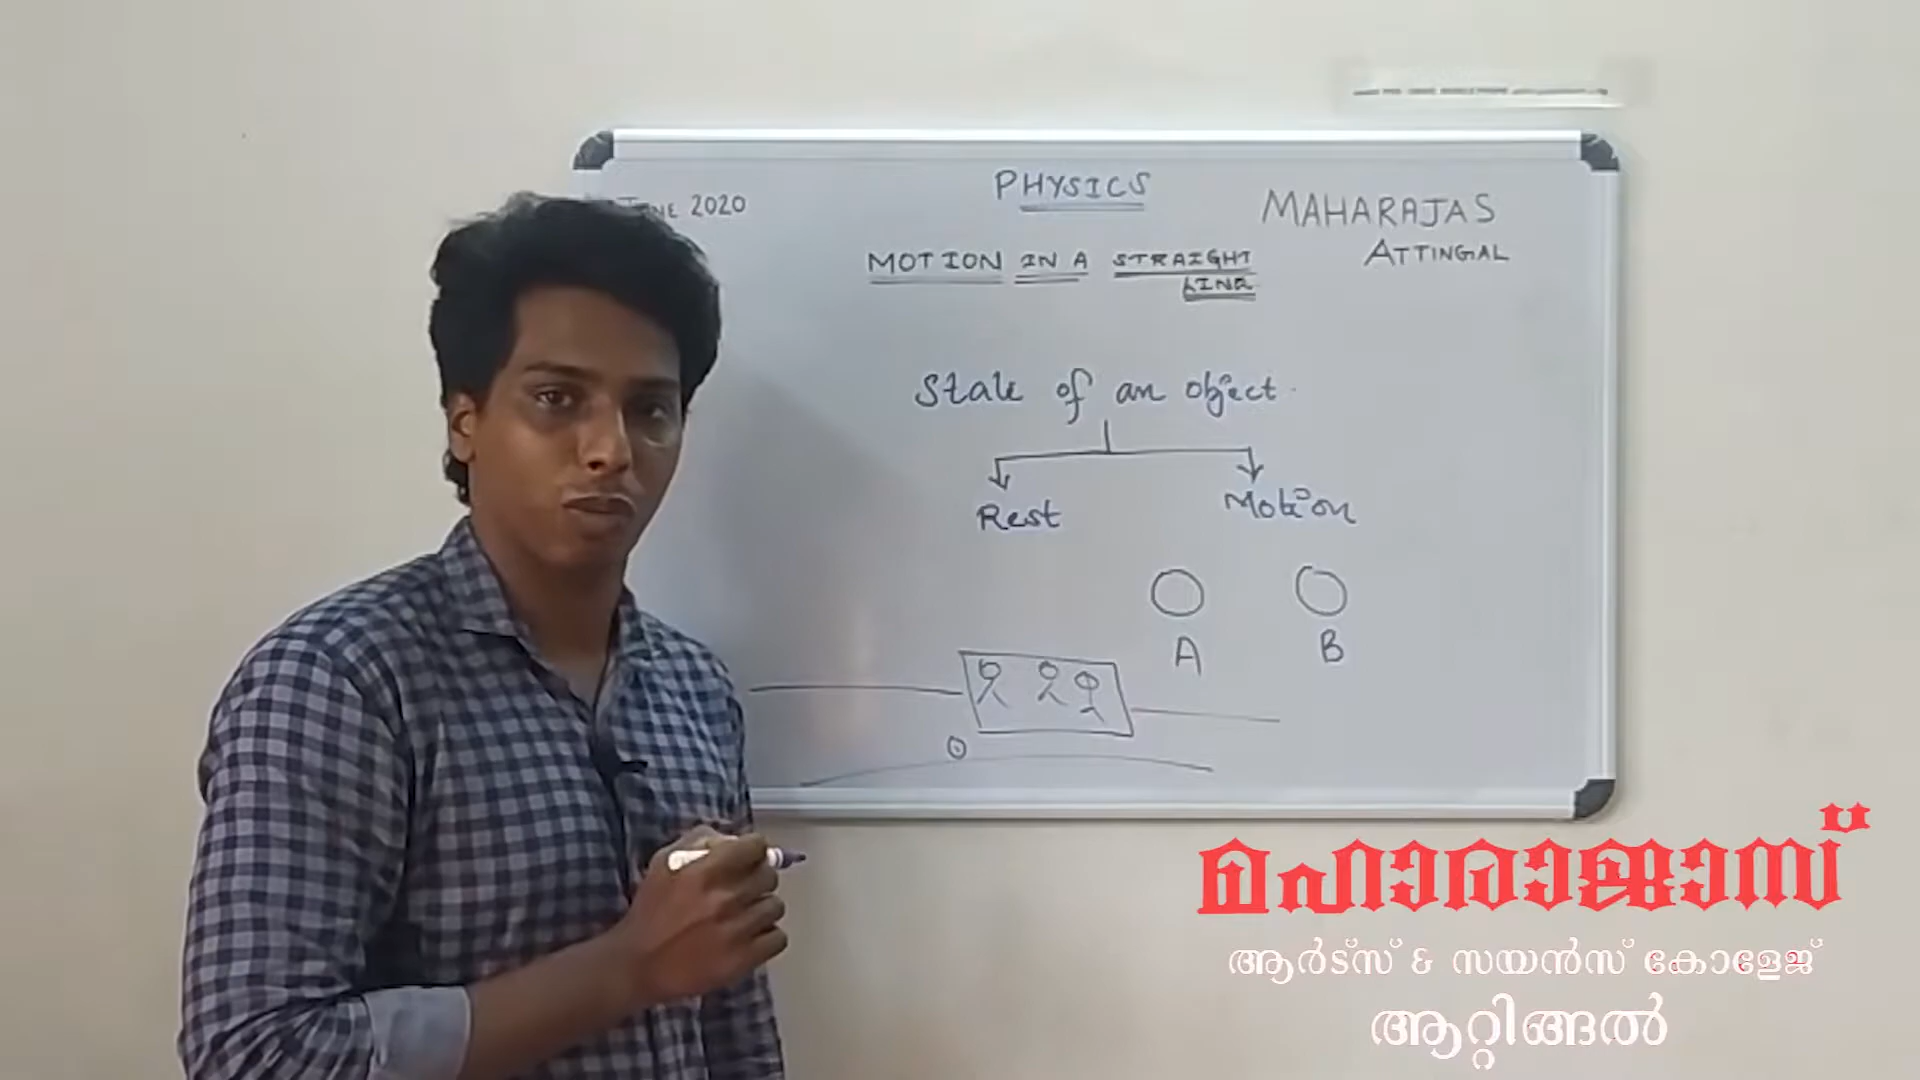 June 2020
PHYSICS
MAHARAJAS
ATTINGAL
MOTION IN A STRAIGHT
LINE
State of an object.
Rest
Motion
A
B
മഹാരാജാസ്
ആർട്സ് & സയൻസ് കോളേജ്
ആറ്റിങ്ങൽ